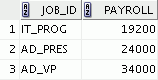 JOB_ID PAYROLL
1 IT_PROG 19200
2 AD_PRES 24000
3 AD_VP 34000